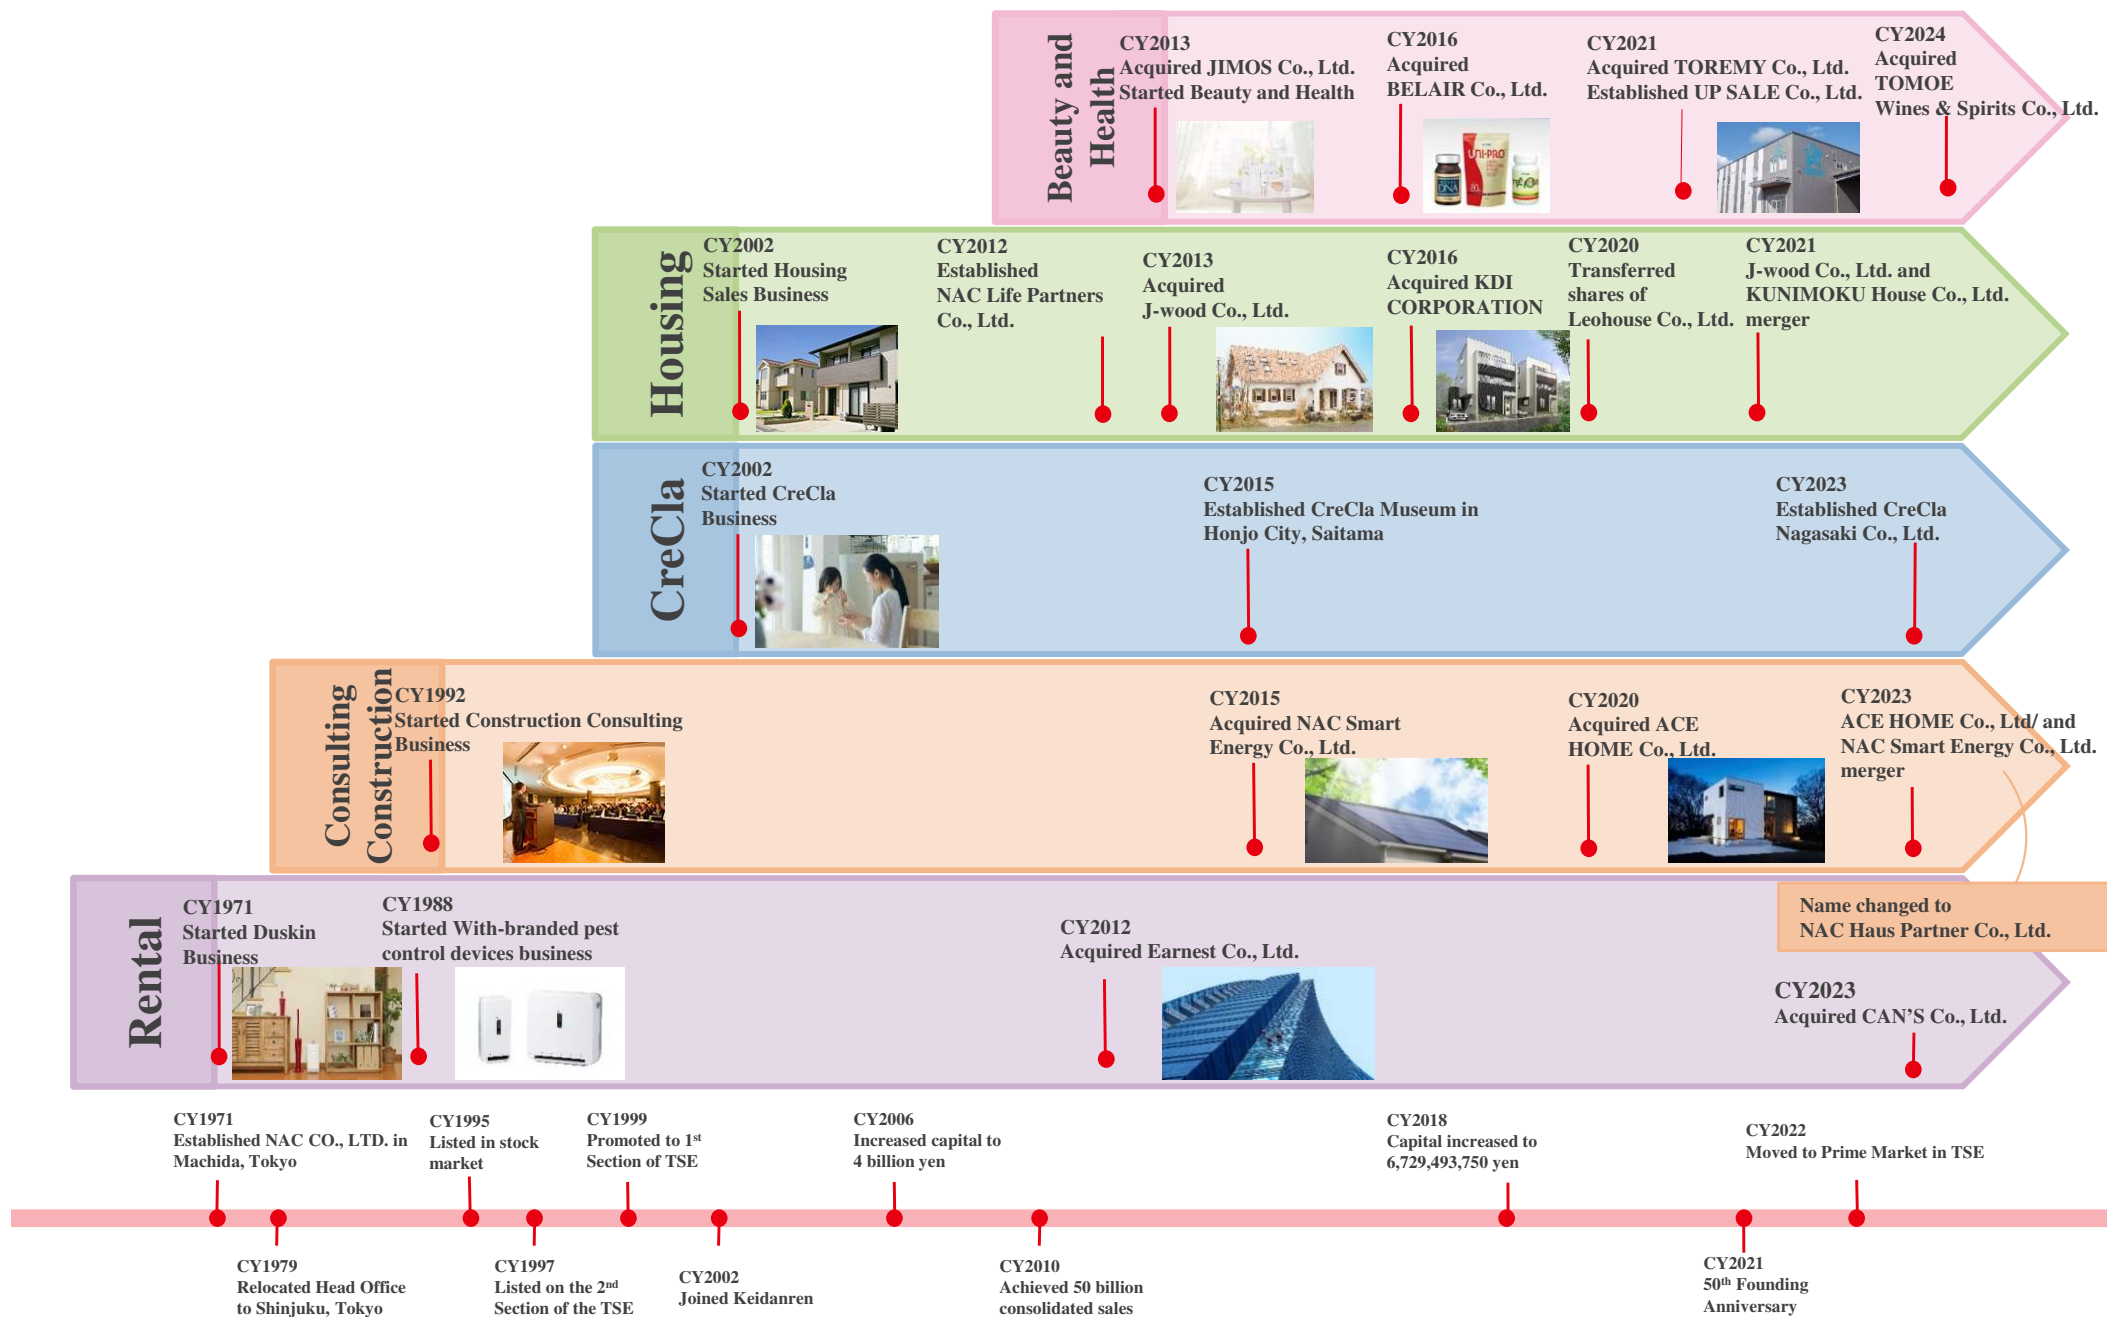 Beauty and
Health
CY2013
Acquired JIMOS Co., Ltd.
Started Beauty and Health
CY2016
Acquired
BELAIR Co., Ltd.
UNI-PRO
DNA
CY2021
Acquired TOREMY Co., Ltd.
Established UP SALE Co., Ltd.
CY2024
Acquired
TOMOE
Wines & Spirits Co., Ltd.
Housing
CY2002
Started Housing
Sales Business
CY2012
Established
NAC Life Partners
Co., Ltd.
CY2013
Acquired
J-wood Co., Ltd.
CY2016
Acquired KDI
CORPORATION
CY2020
Transferred
shares of
Leohouse Co., Ltd.
CY2021
J-wood Co., Ltd. and
KUNIMOKU House Co., Ltd.
merger
CreCla
CY2002
Started CreCla
Business
CY2015
Established CreCla Museum in
Honjo City, Saitama
CY2023
Established CreCla
Nagasaki Co., Ltd.
Consulting
Construction
CY1992
Started Construction Consulting
Business
CY2015
Acquired NAC Smart
Energy Co., Ltd.
CY2020
Acquired ACE
HOME Co., Ltd.
CY2023
ACE HOME Co., Ltd/ and
NAC Smart Energy Co., Ltd.
merger
Name changed to
NAC Haus Partner Co., Ltd.
Rental
CY1971
Started Duskin
Business
CY1988
Started With-branded pest
control devices business
CY2012
Acquired Earnest Co., Ltd.
CY2023
Acquired CAN’S Co., Ltd.
CY1971
Established NAC CO., LTD. in
Machida, Tokyo
CY1995
Listed in stock
market
CY1999
Promoted to 1st
Section of TSE
CY2006
Increased capital to
4 billion yen
CY2018
Capital increased to
6,729,493,750 yen
CY2022
Moved to Prime Market in TSE
CY1979
Relocated Head Office
to Shinjuku, Tokyo
CY1997
Listed on the 2nd
Section of the TSE
CY2002
Joined Keidanren
CY2010
Achieved 50 billion
consolidated sales
CY2021
50th Founding
Anniversary